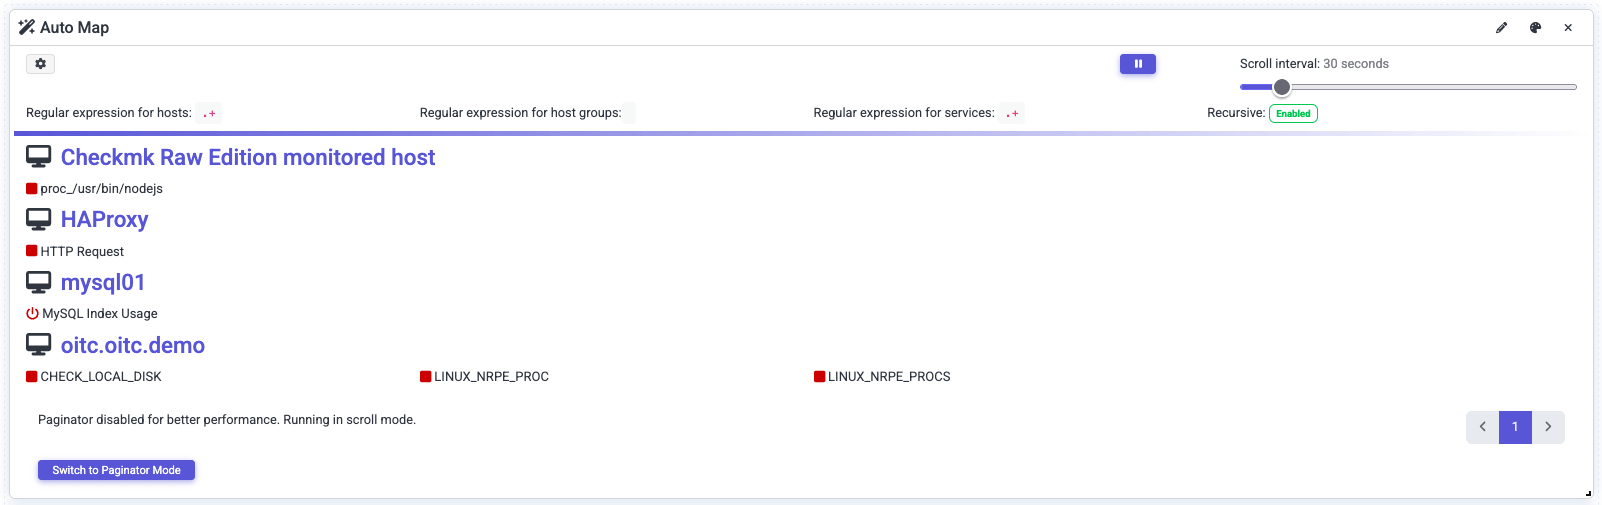 Auto Map
Scroll interval: 30 seconds
Regular expression for hosts: .+ Regular expression for host groups: Regular expression for services: .+ Recursive: Enabled
Checkmk Raw Edition monitored host
proc_/usr/bin/nodejs
HAProxy
HTTP Request
mysql01
MySQL Index Usage
oitc.oitc.demo
CHECK_LOCAL_DISK LINUX_NRPE_PROC LINUX_NRPE_PROCS
Paginator disabled for better performance. Running in scroll mode.
1
Switch to Paginator Mode